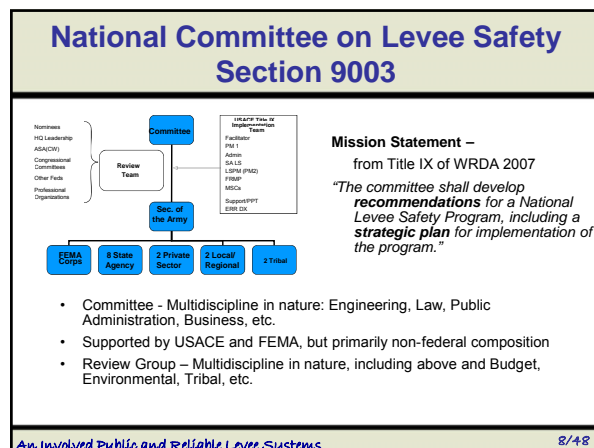 National Committee on Levee Safety
Section 9003
Nominees
HQ Leadership
ASA(CW)
Congressional
Committees
Other Feds
Professional
Organizations
Review
Team
Committee
USACE Title IX
Implementation
Team
Facilitator
PM 1
Admin
SA LS
LSPM (PM2)
FRMP
MSCs
Support/PPT
ERR DX
Sec. of
the Army
FEMA
Corps
8 State
Agency
2 Private
Sector
2 Local/
Regional
2 Tribal
Mission Statement –
from Title IX of WRDA 2007
“The committee shall develop
recommendations for a National
Levee Safety Program, including a
strategic plan for implementation of
the program.”
• Committee - Multidiscipline in nature: Engineering, Law, Public
Administration, Business, etc.
• Supported by USACE and FEMA, but primarily non-federal composition
• Review Group – Multidiscipline in nature, including above and Budget,
Environmental, Tribal, etc.
An Involved Public and Reliable Levee Systems
8/48